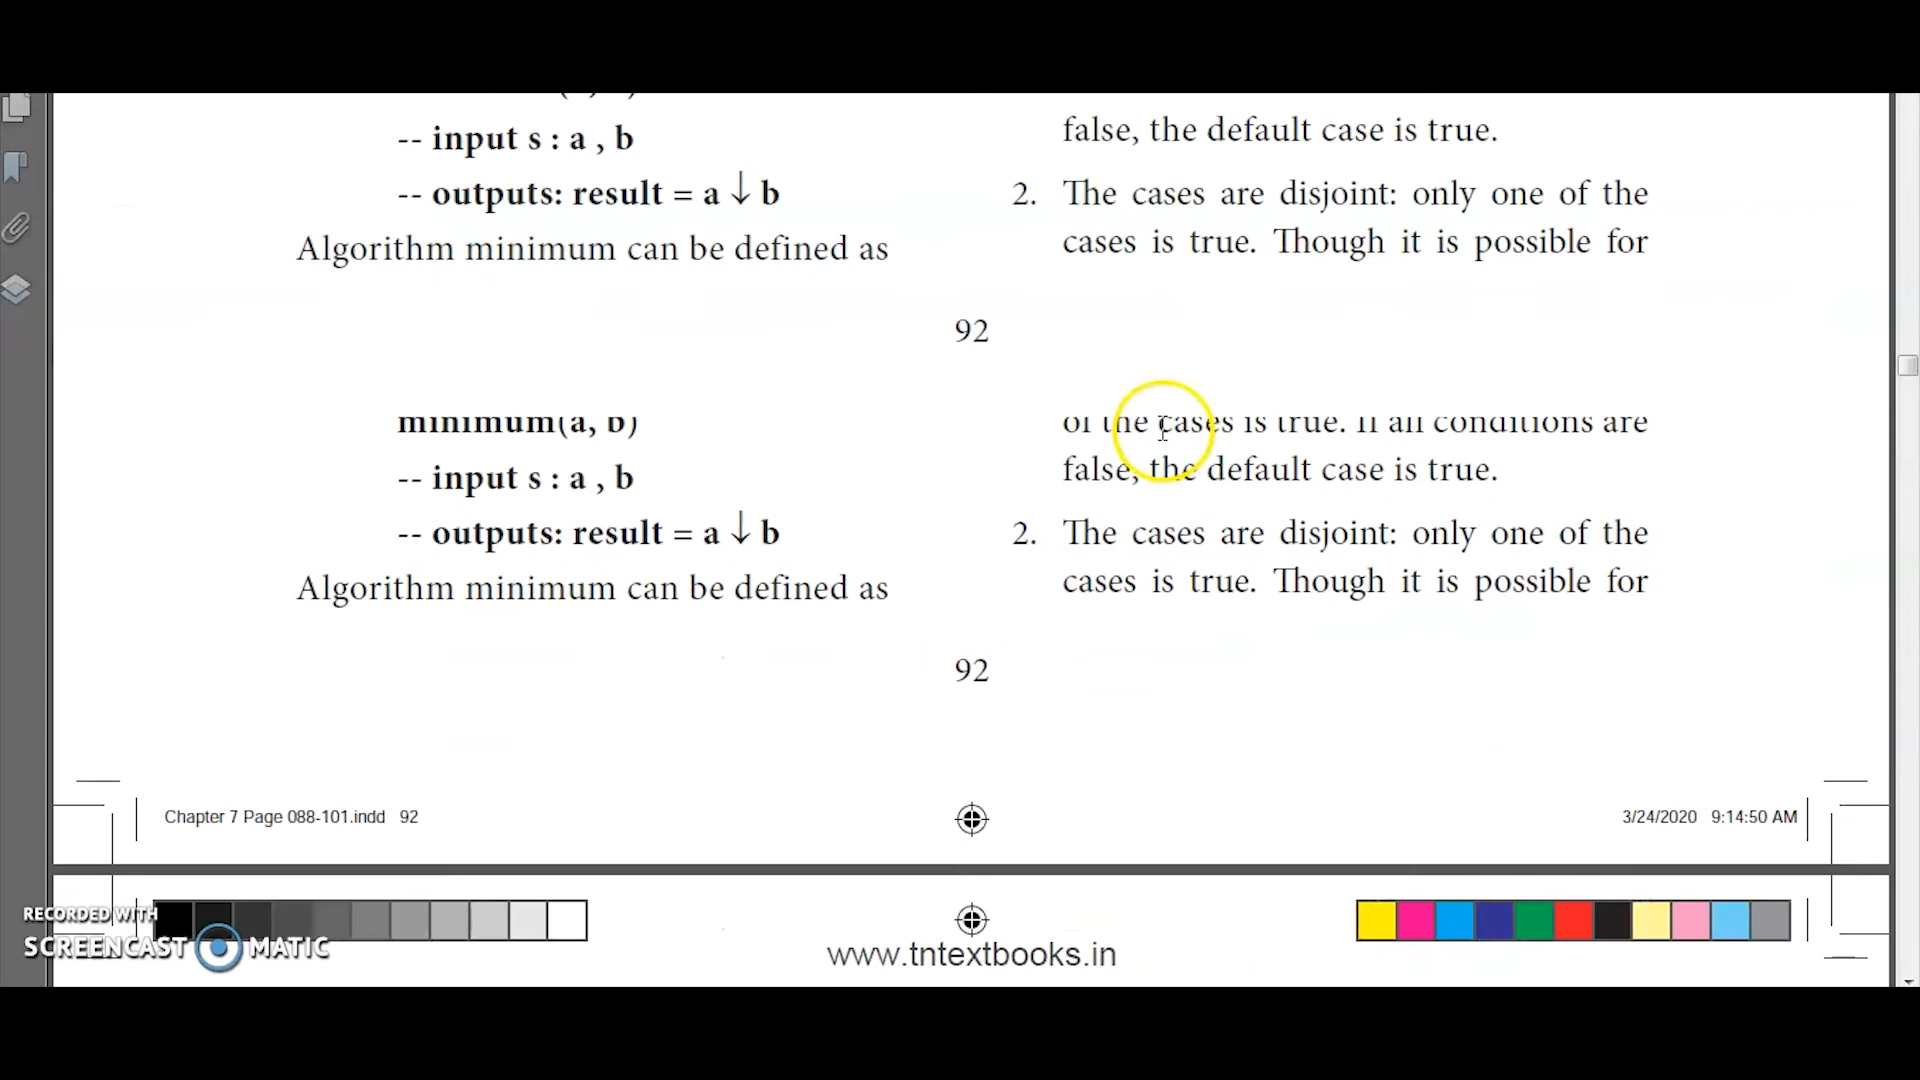 -- input s : a , b
-- outputs: result = a ↓ b
Algorithm minimum can be defined as
false, the default case is true.
2. The cases are disjoint: only one of the
cases is true. Though it is possible for
92
minimum(a, b)
-- input s : a , b
-- outputs: result = a ↓ b
Algorithm minimum can be defined as
of the cases is true. If all conditions are
false, the default case is true.
2. The cases are disjoint: only one of the
cases is true. Though it is possible for
92
Chapter 7 Page 088-101.indd 92
3/24/2020 9:14:50 AM
RECORDED WITH
SCREENCAST MATIC
www.tntextbooks.in